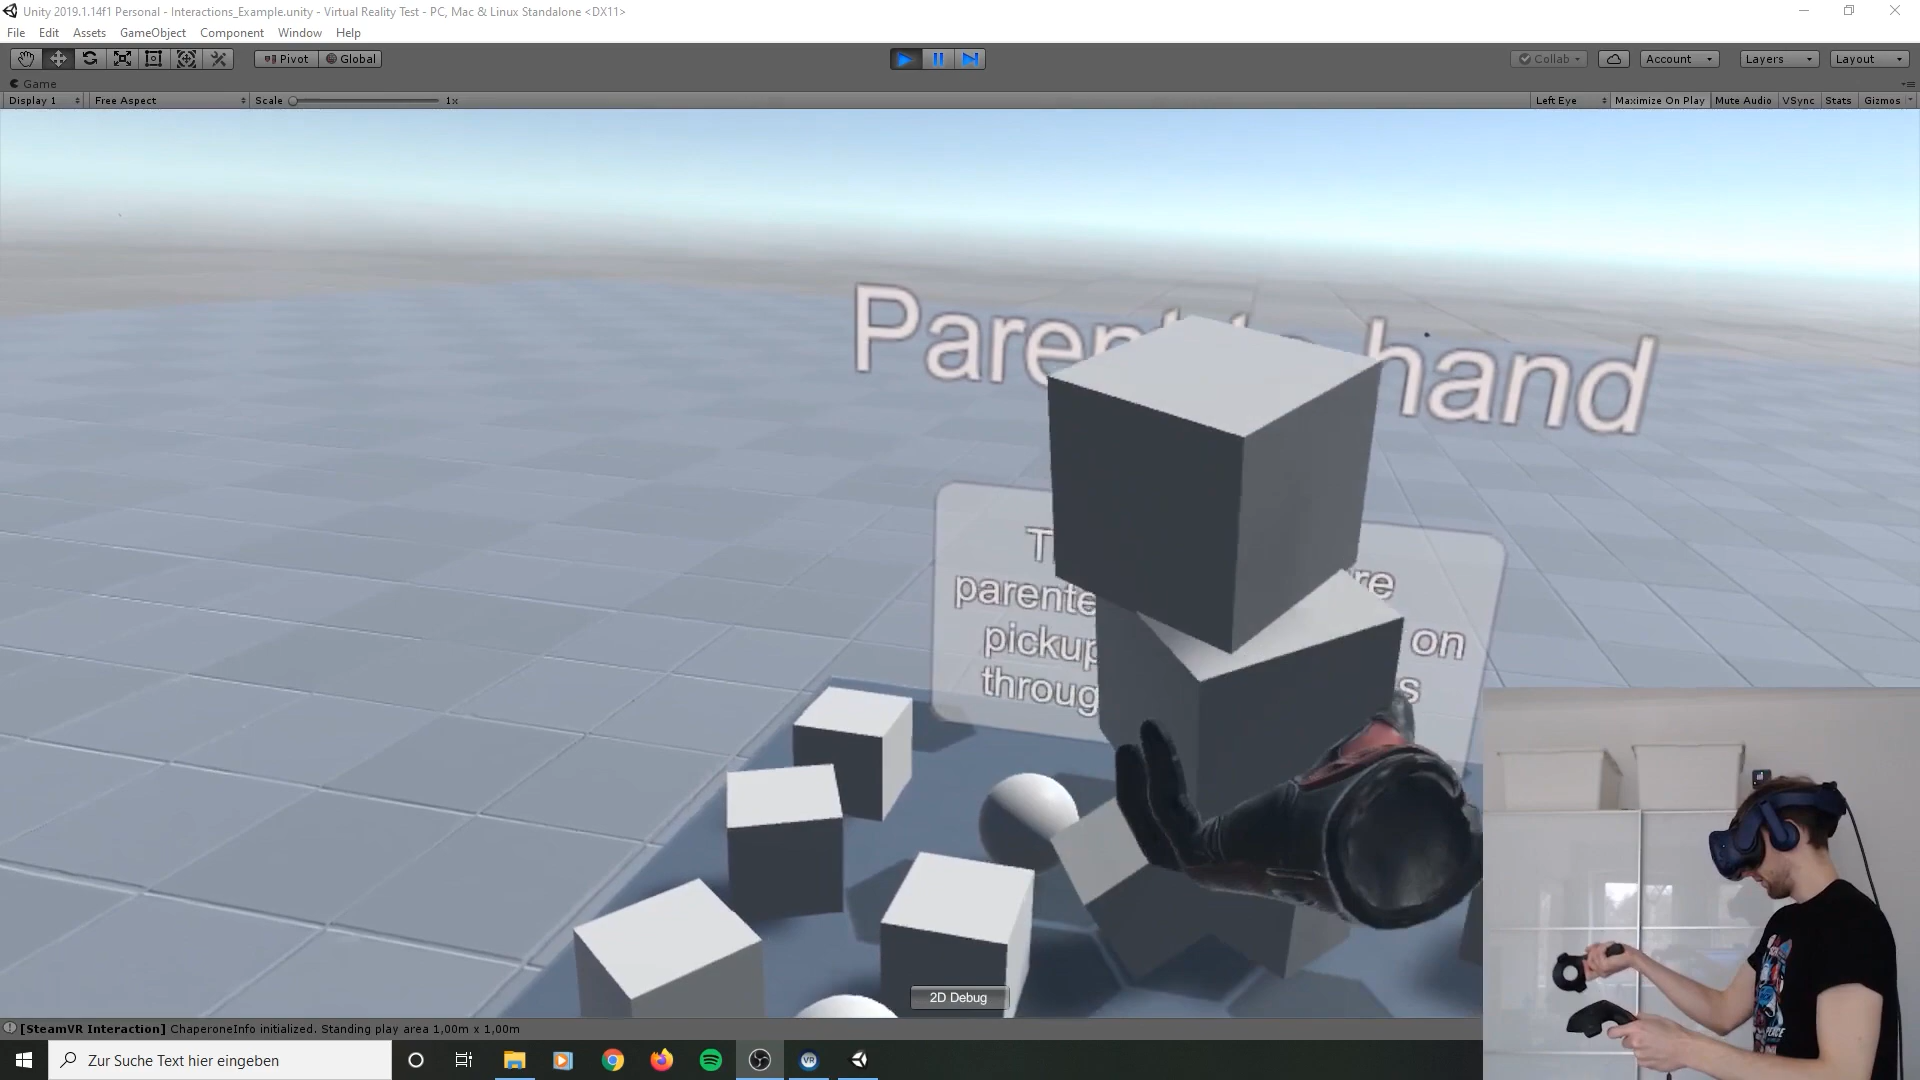 Unity 2019.1.14f1 Personal - Interactions_Example.unity - Virtual Reality Test - PC, Mac & Linux Standalone <DX11>
File Edit Assets GameObject Component Window Help
Pivot Global Collab Account Layers Layout
Game
Display 1 Free Aspect Scale 1x Left Eye Maximize On Play Mute Audio VSync Stats Gizmos
Parent to hand
parente
pickup on
throug s
2D Debug
[SteamVR Interaction] ChaperoneInfo initialized. Standing play area 1,00m x 1,00m
Zur Suche Text hier eingeben
VR